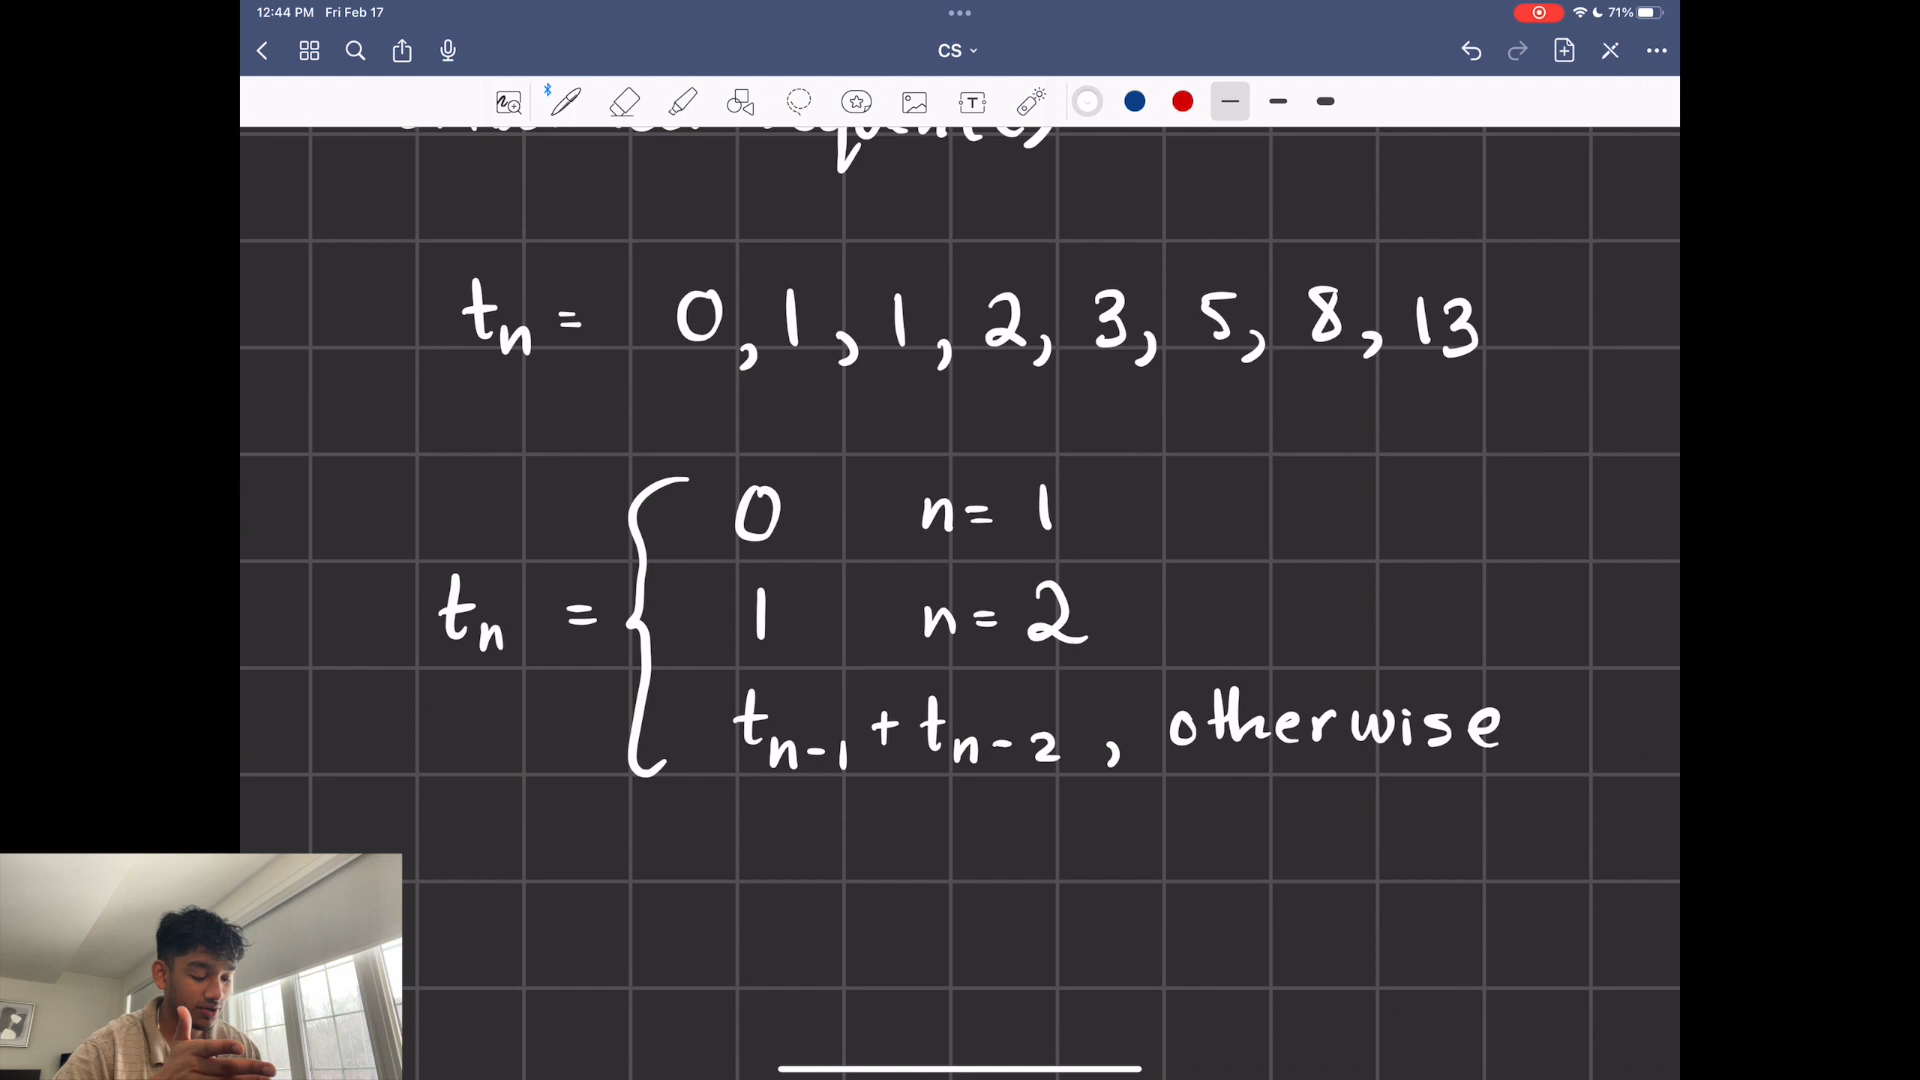 12:44 PM Fri Feb 17
71%
CS
T
tn = 0, 1, 1, 2, 3, 5, 8, 13
0 n = 1
tn = 1 n = 2
tn-1 + tn-2 , otherwise